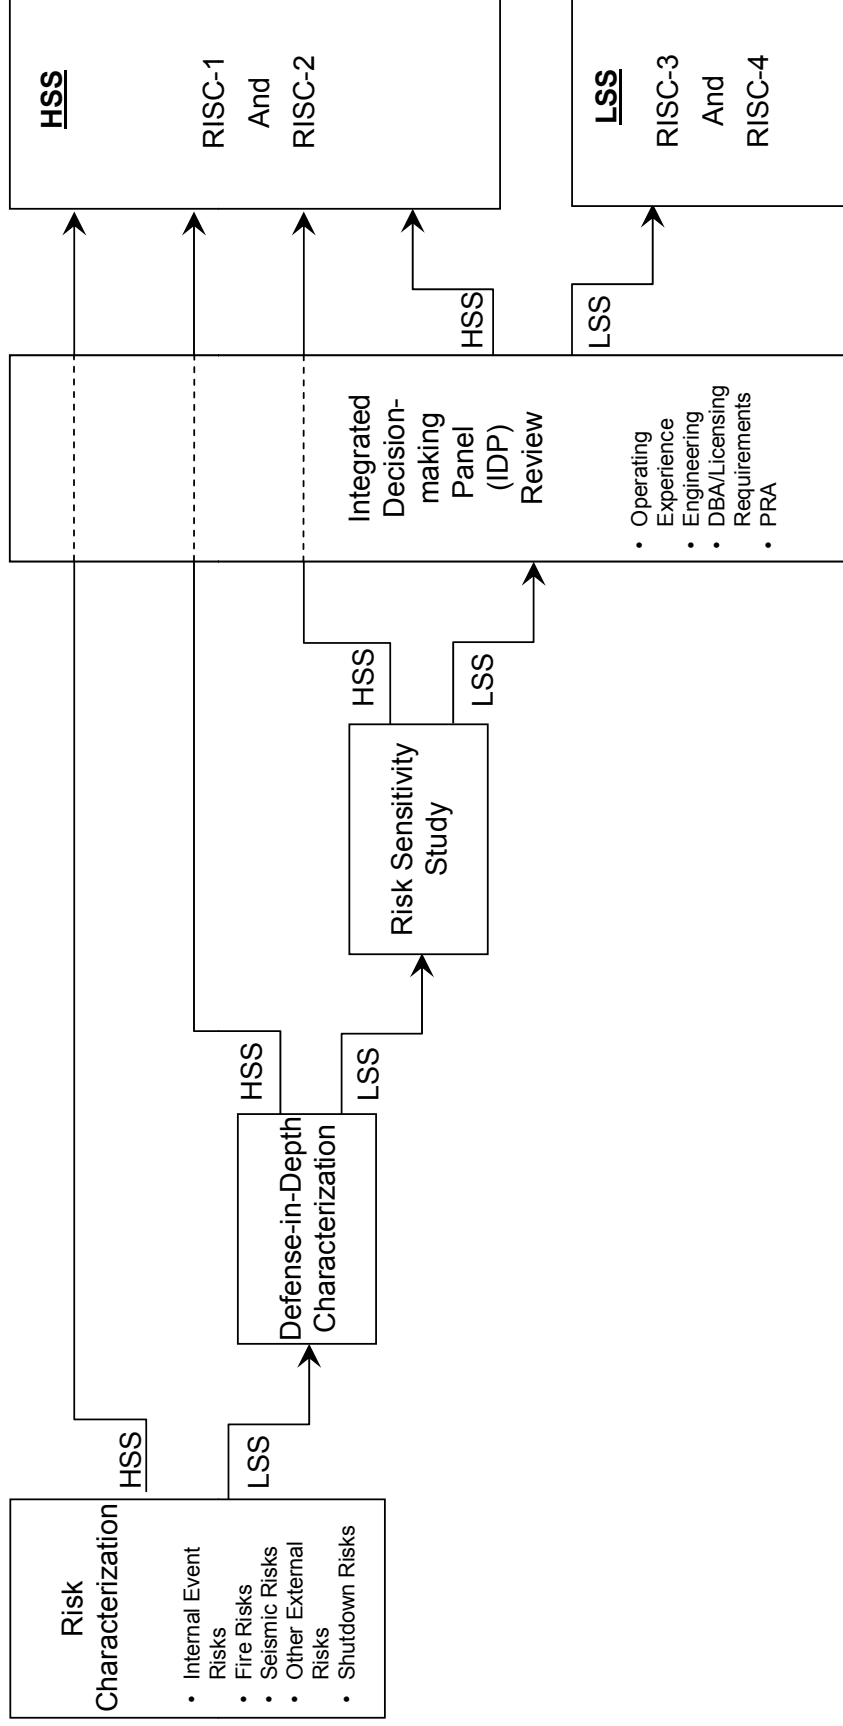 Risk
Characterization
• Internal Event
Risks
• Fire Risks
• Seismic Risks
• Other External
Risks
• Shutdown Risks
HSS
LSS
Defense-in-Depth
Characterization
HSS
LSS
Risk Sensitivity
Study
HSS
LSS
Integrated
Decision-
making
Panel
(IDP)
Review
• Operating
Experience
• Engineering
• DBA/Licensing
Requirements
• PRA
HSS
LSS
HSS
RISC-1
And
RISC-2
LSS
RISC-3
And
RISC-4